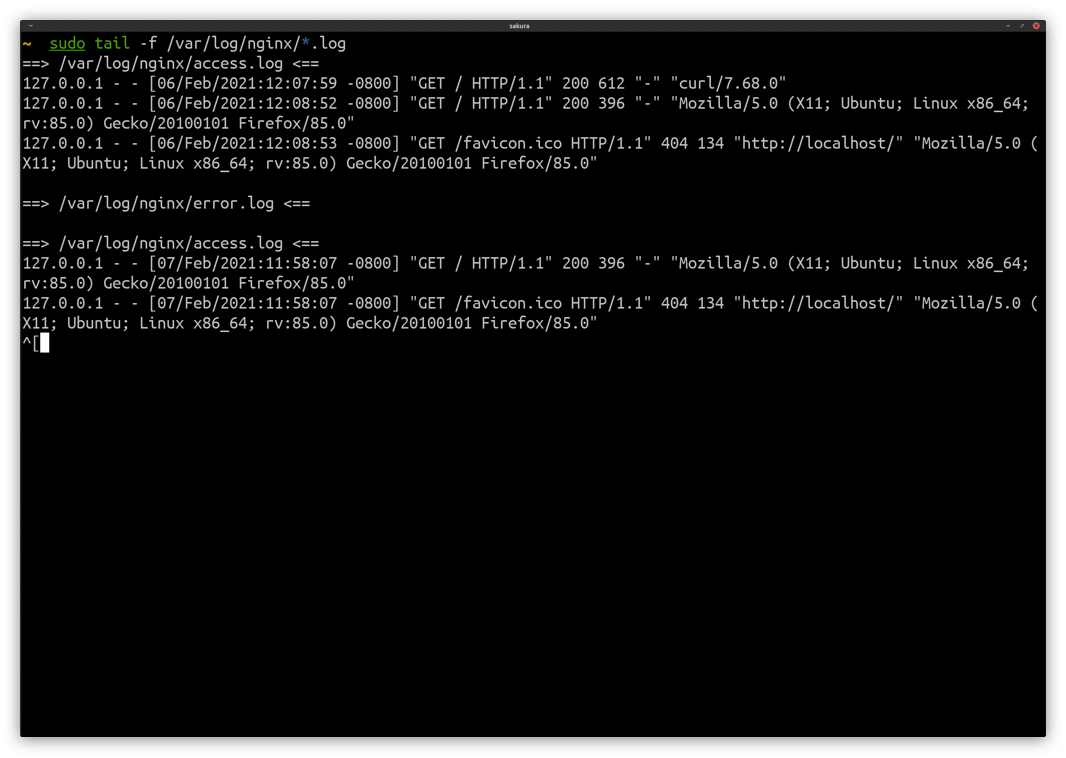 sakura
~ sudo tail -f /var/log/nginx/*.log
==> /var/log/nginx/access.log <==
127.0.0.1 - - [06/Feb/2021:12:07:59 -0800] "GET / HTTP/1.1" 200 612 "-" "curl/7.68.0"
127.0.0.1 - - [06/Feb/2021:12:08:52 -0800] "GET / HTTP/1.1" 200 396 "-" "Mozilla/5.0 (X11; Ubuntu; Linux x86_64;
rv:85.0) Gecko/20100101 Firefox/85.0"
127.0.0.1 - - [06/Feb/2021:12:08:53 -0800] "GET /favicon.ico HTTP/1.1" 404 134 "http://localhost/" "Mozilla/5.0 (
X11; Ubuntu; Linux x86_64; rv:85.0) Gecko/20100101 Firefox/85.0"
==> /var/log/nginx/error.log <==
==> /var/log/nginx/access.log <==
127.0.0.1 - - [07/Feb/2021:11:58:07 -0800] "GET / HTTP/1.1" 200 396 "-" "Mozilla/5.0 (X11; Ubuntu; Linux x86_64;
rv:85.0) Gecko/20100101 Firefox/85.0"
127.0.0.1 - - [07/Feb/2021:11:58:07 -0800] "GET /favicon.ico HTTP/1.1" 404 134 "http://localhost/" "Mozilla/5.0 (
X11; Ubuntu; Linux x86_64; rv:85.0) Gecko/20100101 Firefox/85.0"
^[